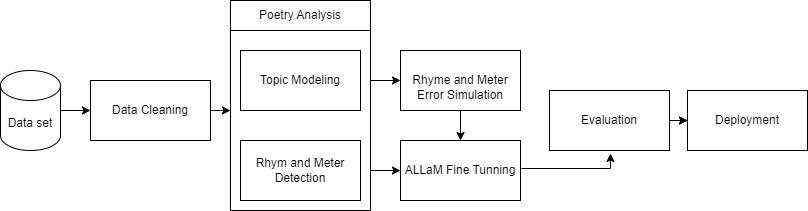 Poetry Analysis
Topic Modeling
Rhyme and Meter
Error Simulation
Data set
Data Cleaning
Evaluation
Deployment
Rhym and Meter
Detection
ALLaM Fine Tunning